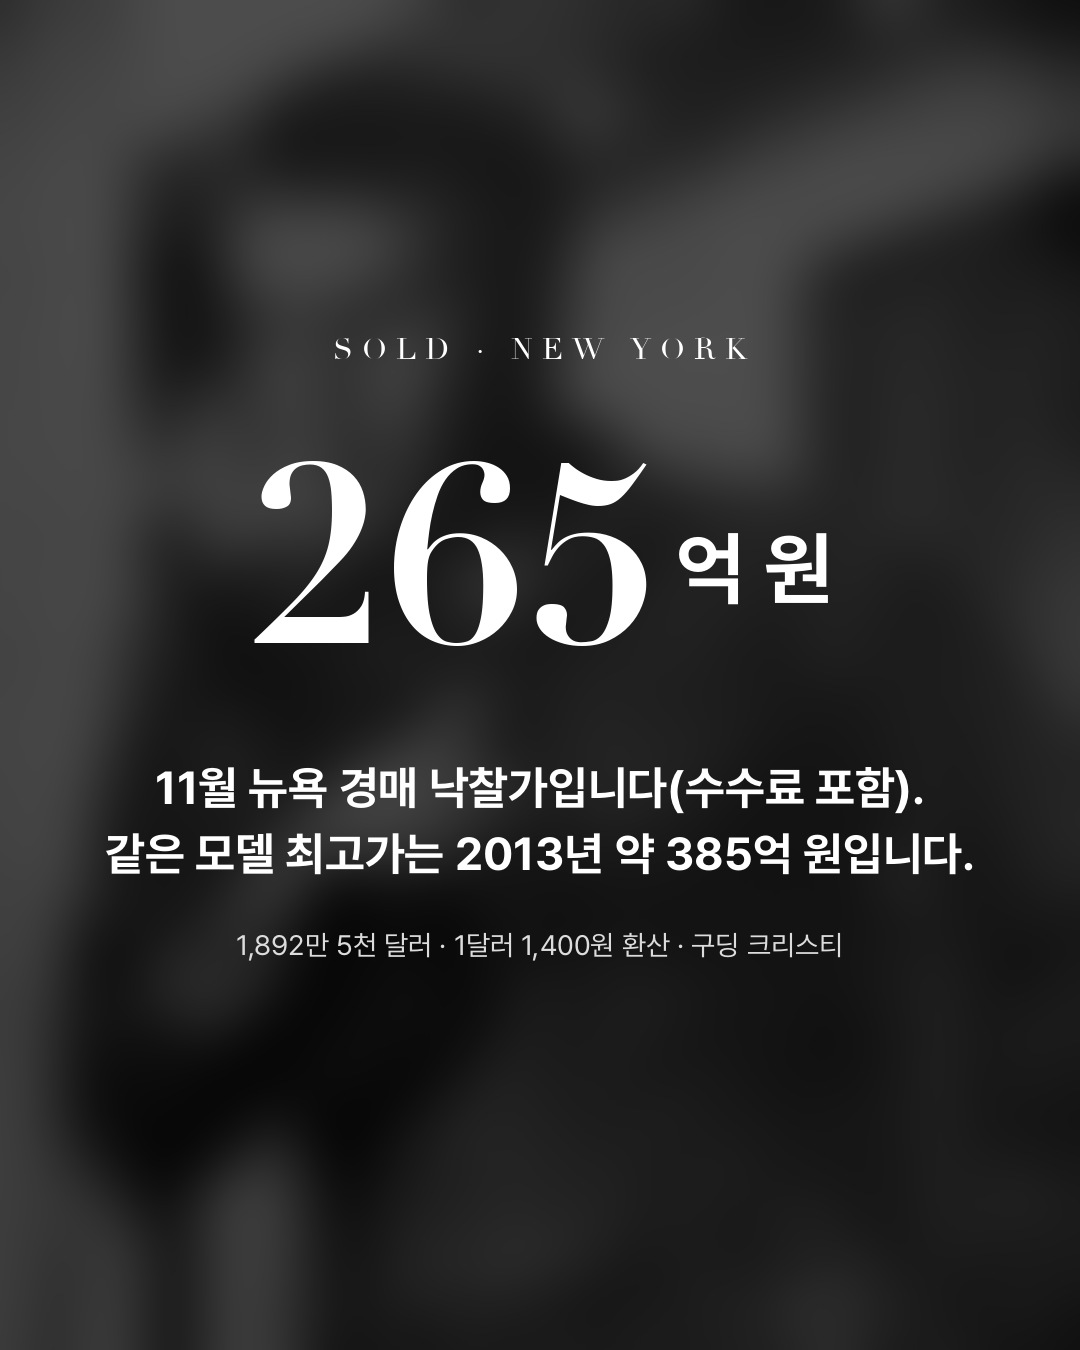 SOLD · NEW YORK
265 억 원
11월 뉴욕 경매 낙찰가입니다(수수료 포함).
같은 모델 최고가는 2013년 약 385억 원입니다.
1,892만 5천 달러 · 1달러 1,400원 환산 · 구딩 크리스티